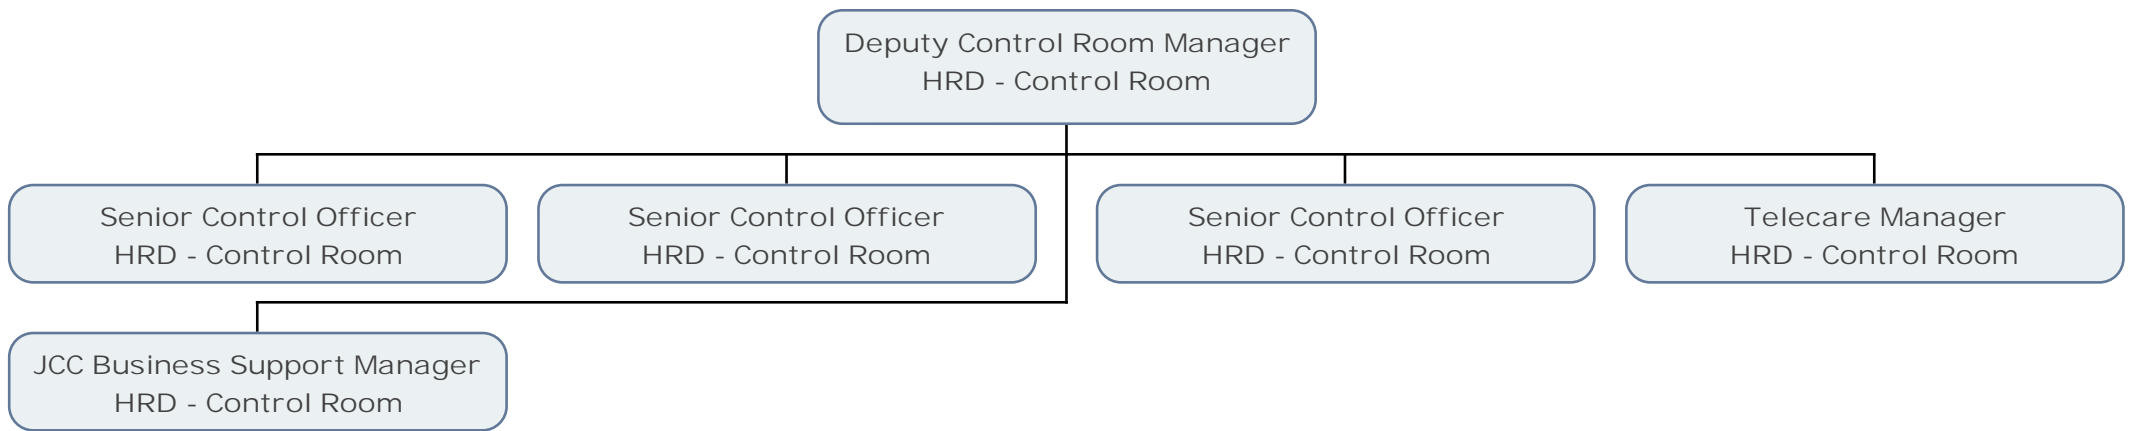 Deputy Control Room Manager
HRD - Control Room
Senior Control Officer
HRD - Control Room
Senior Control Officer
HRD - Control Room
Senior Control Officer
HRD - Control Room
Telecare Manager
HRD - Control Room
JCC Business Support Manager
HRD - Control Room